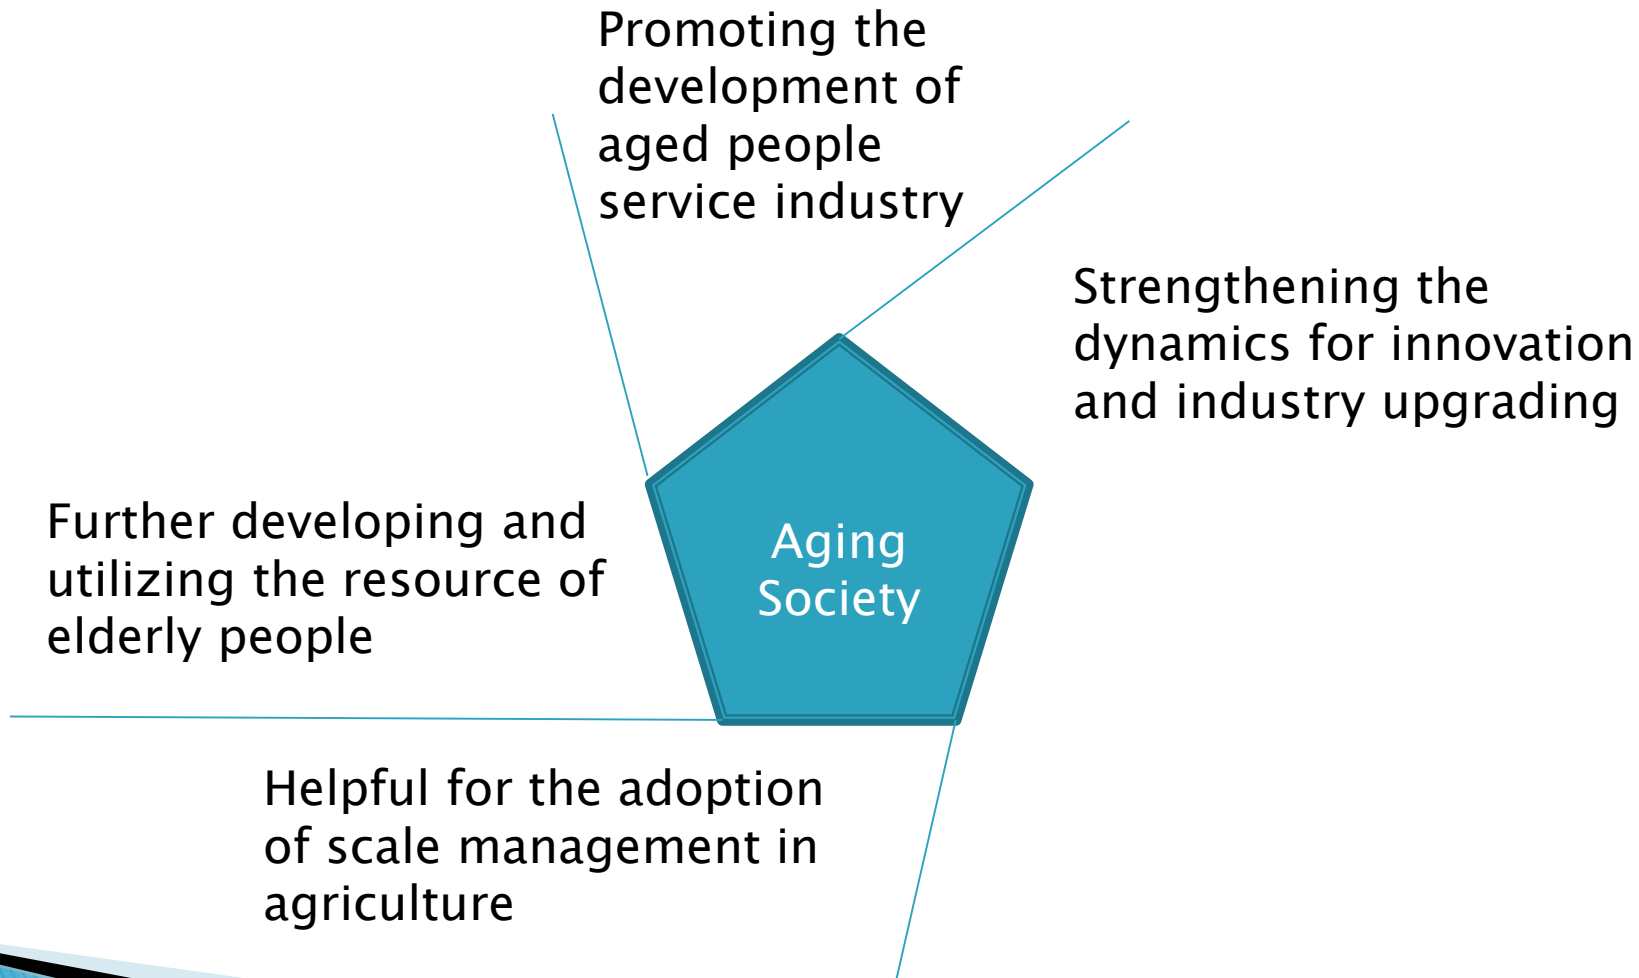 Promoting the
development of
aged people
service industry
Strengthening the
dynamics for innovation
and industry upgrading
Further developing and
utilizing the resource of
elderly people
Aging
Society
Helpful for the adoption
of scale management in
agriculture